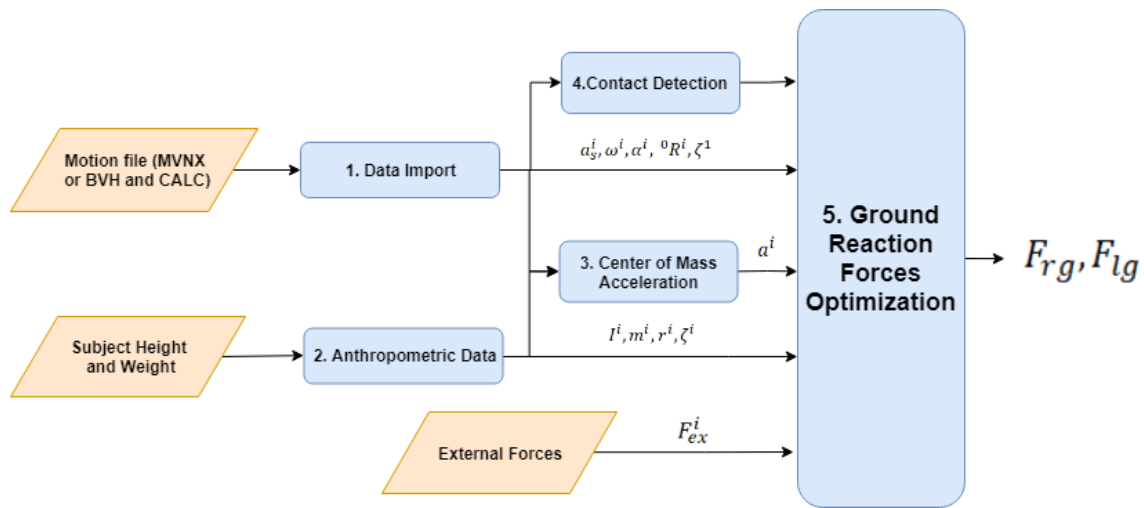 4.Contact Detection
Motion file (MVNX
or BVH and CALC)
1. Data Import
a_s^i, ω^i, α^i, ⁰R^i, ζ^1
3. Center of Mass
Acceleration
a^i
Subject Height
and Weight
2. Anthropometric Data
I^i, m^i, r^i, ζ^i
External Forces
F_ex^i
5. Ground
Reaction
Forces
Optimization
F_rg, F_lg